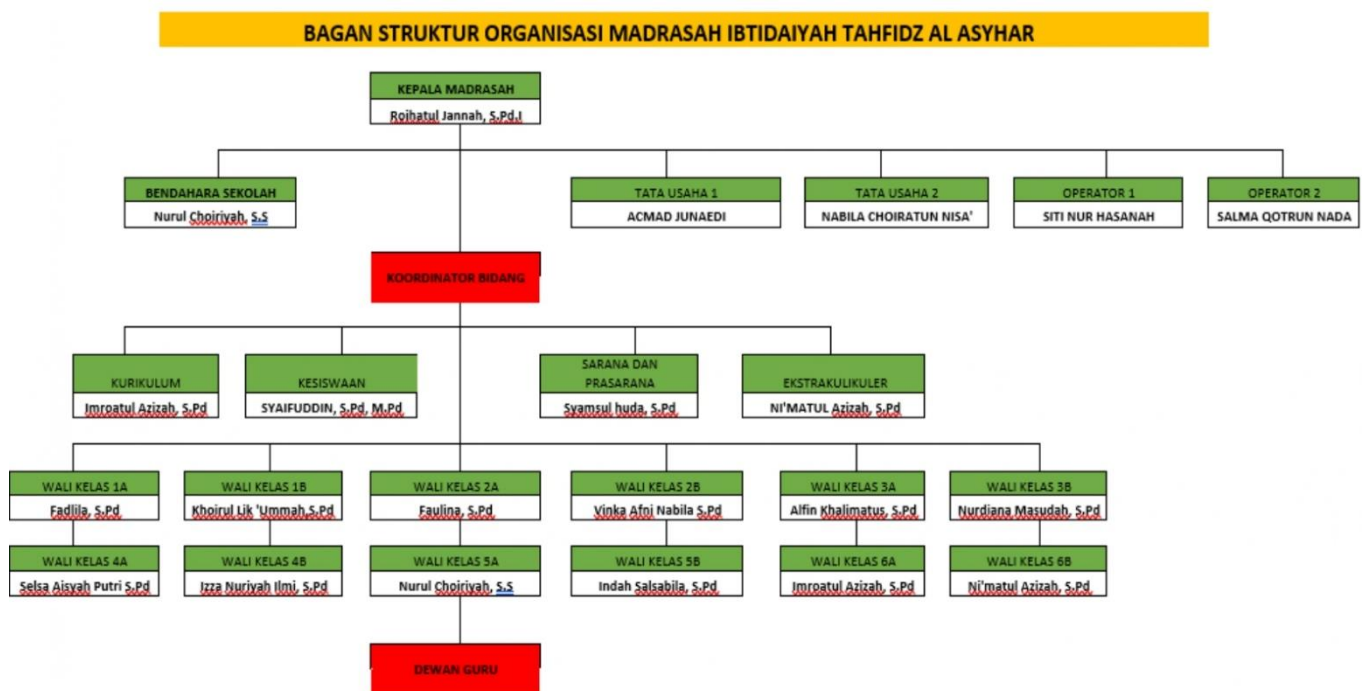 BAGAN STRUKTUR ORGANISASI MADRASAH IBTIDAIYAH TAHFIDZ AL ASYHAR
KEPALA MADRASAH
Roihatul Jannah, S.Pd.I
BENDAHARA SEKOLAH
Nurul Choiriyah, S.S
TATA USAHA 1
ACMAD JUNAEDI
TATA USAHA 2
NABILA CHOIRATUN NISA'
OPERATOR 1
SITI NUR HASANAH
OPERATOR 2
SALMA QOTRUN NADA
KOORDINATOR BIDANG
KURIKULUM
Imroatul Azizah, S.Pd
KESISWAAN
SYAIFUDDIN, S.Pd, M.Pd
SARANA DAN
PRASARANA
Syamsul huda, S.Pd
EKSTRAKULIKULER
NI'MATUL Azizah, S.Pd
WALI KELAS 1A
Fadlila, S.Pd
WALI KELAS 1B
Khoirul Lik 'Ummah,S.Pd
WALI KELAS 2A
Faulina, S.Pd
WALI KELAS 2B
Vinka Afni Nabila S.Pd
WALI KELAS 3A
Alfin Khalimatus, S.Pd
WALI KELAS 3B
Nurdiana Masudah, S.Pd
WALI KELAS 4A
Selsa Aisyah Putri S.Pd
WALI KELAS 4B
Izza Nuriyah Ilmi, S.Pd
WALI KELAS 5A
Nurul Choiriyah, S.S
WALI KELAS 5B
Indah Salsabila, S.Pd
WALI KELAS 6A
Imroatul Azizah, S.Pd
WALI KELAS 6B
Ni'matul Azizah, S.Pd
DEWAN GURU